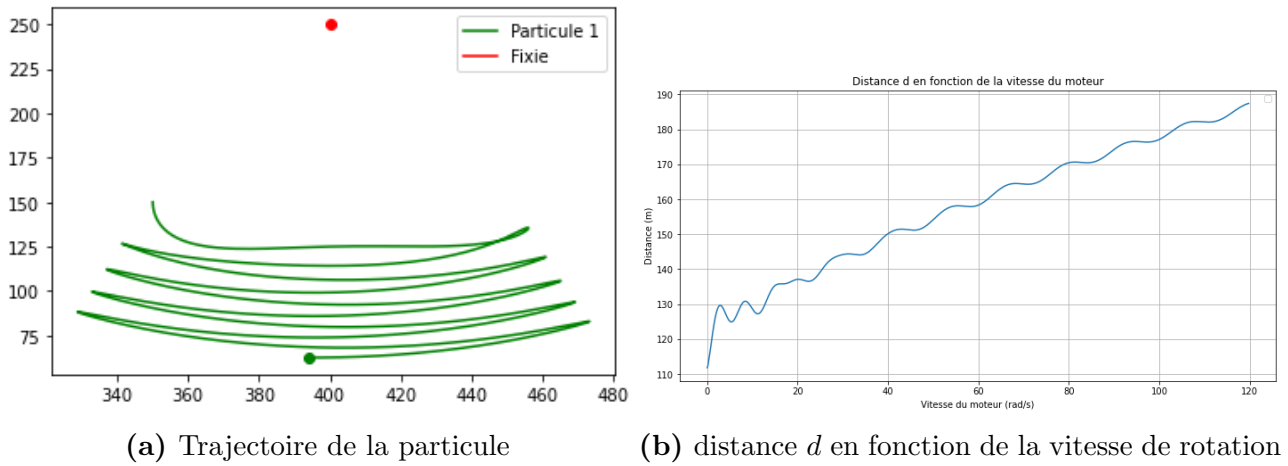 250
225
200
175
150
125
100
75
340 360 380 400 420 440 460 480
Particule 1
Fixie
(a) Trajectoire de la particule
Distance d en fonction de la vitesse du moteur
190
180
170
160
150
140
130
120
110
Distance (m)
0 20 40 60 80 100 120
Vitesse du moteur (rad/s)
(b) distance d en fonction de la vitesse de rotation